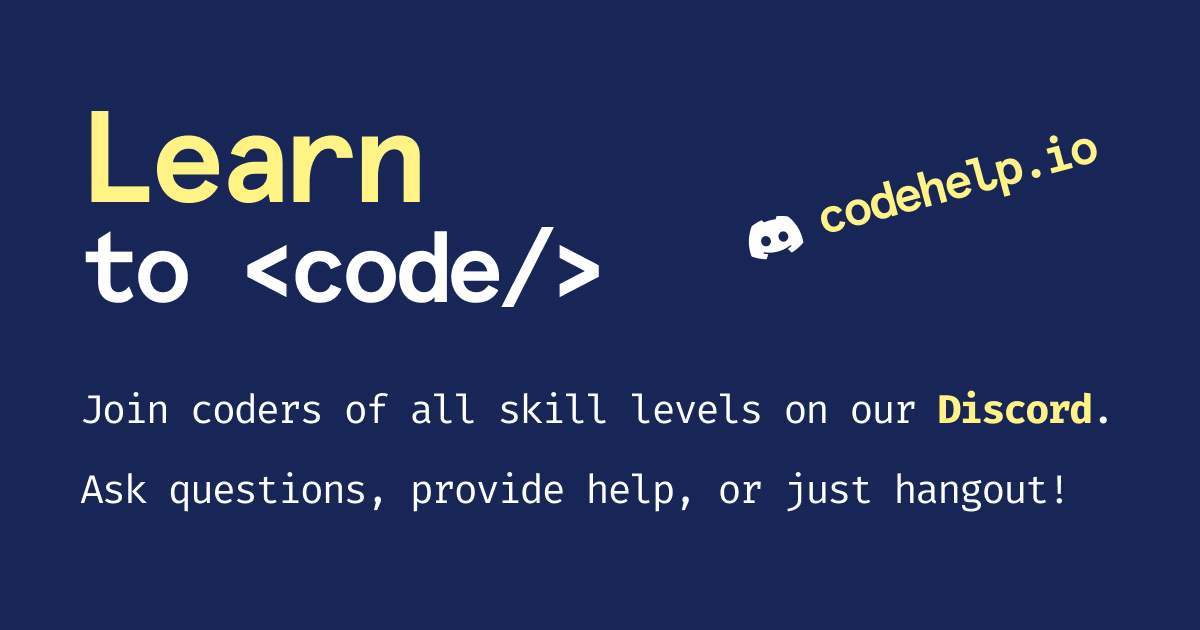 Learn
to <code/>
codehelp.io
Join coders of all skill levels on our Discord.
Ask questions, provide help, or just hangout!